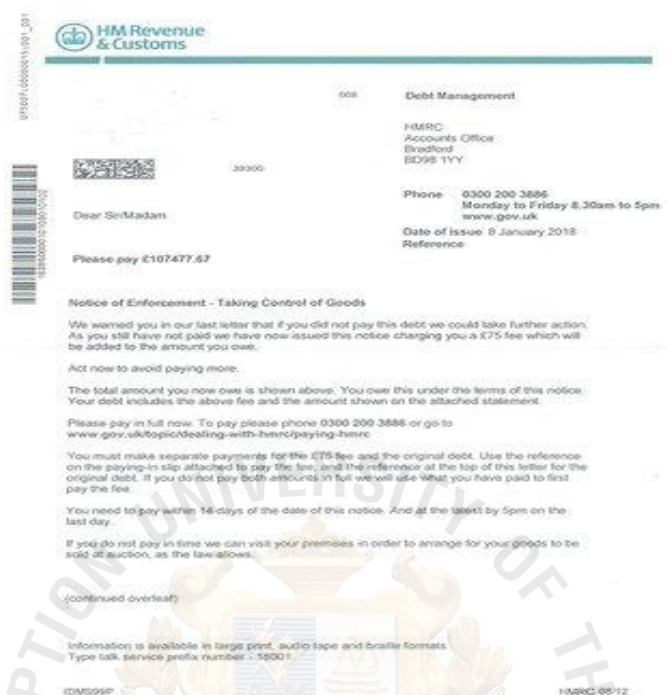 HM Revenue
& Customs
008
Debt Management
HMRC
Accounts Office
Bradford
BD98 1YY
39300
Phone 0300 200 3886
Monday to Friday 8.30am to 5pm
www.gov.uk
Dear Sir/Madam
Date of issue 8 January 2018
Reference
Please pay £107477.67
Notice of Enforcement - Taking Control of Goods
We warned you in our last letter that if you did not pay this debt we could take further action.
As you still have not paid we have now issued this notice charging you a £75 fee which will
be added to the amount you owe.
Act now to avoid paying more.
The total amount you now owe is shown above. You owe this under the terms of this notice.
Your debt includes the above fee and the amount shown on the attached statement.
Please pay in full now. To pay please phone 0300 200 3886 or go to
www.gov.uk/topic/dealing-with-hmrc/paying-hmrc
You must make separate payments for the £75 fee and the original debt. Use the reference
on the paying-in slip attached to pay the fee, and the reference at the top of this letter for the
original debt. If you do not pay both amounts in full we will use what you have paid to first
pay the fee.
You need to pay within 14 days of the date of this notice. And at the latest by 5pm on the
last day.
If you do not pay in time we can visit your premises in order to arrange for your goods to be
sold at auction, as the law allows.
(continued overleaf)
Information is available in large print, audio tape and braille formats.
Type talk service prefix number - 18001
HMRC 05/12
UNIVERSITY OF TH